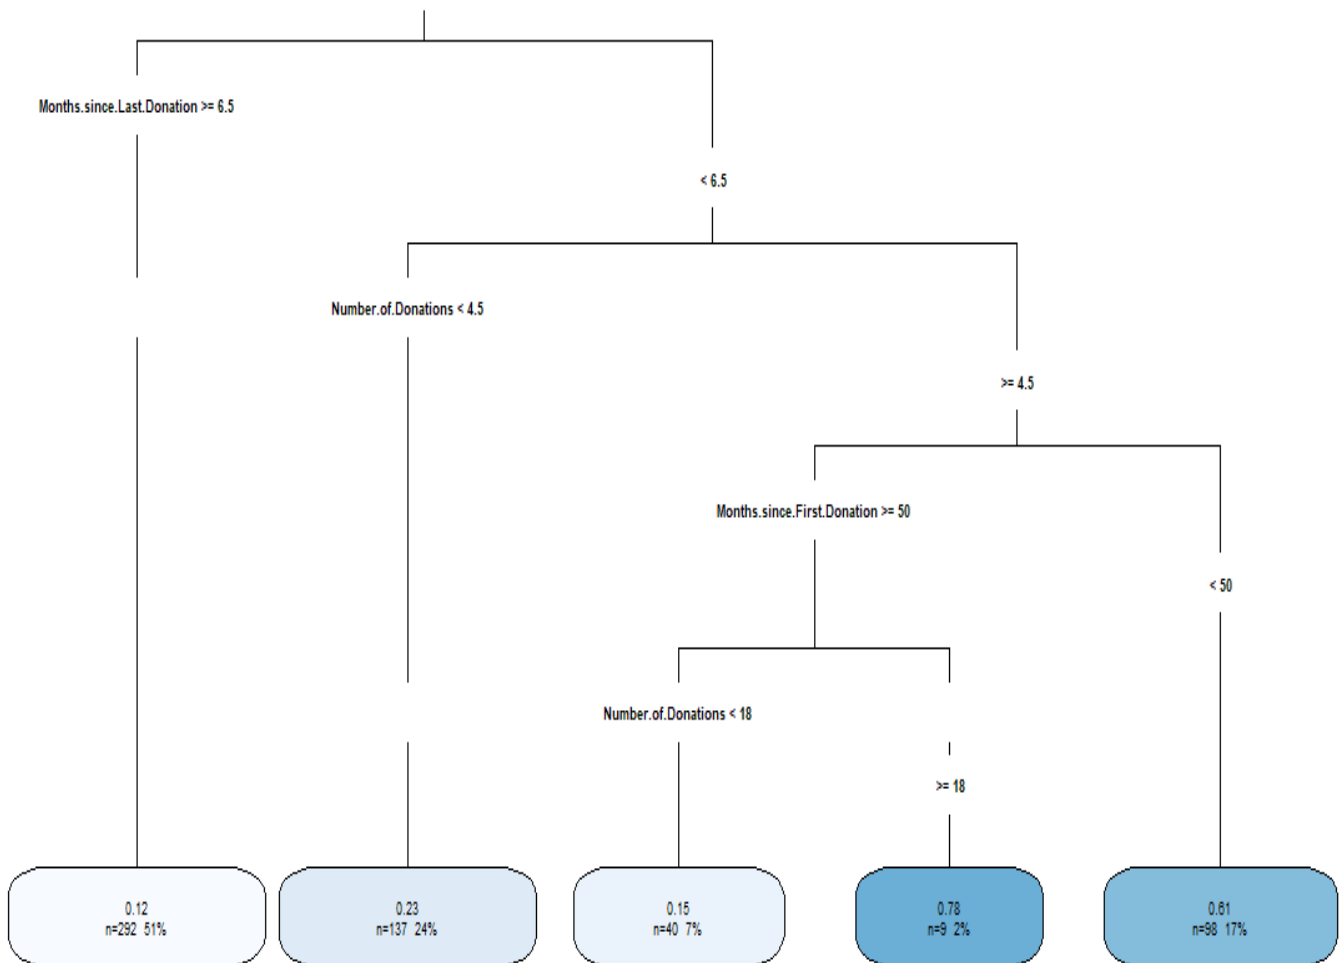 Months.since.Last.Donation >= 6.5
< 6.5
Number.of.Donations < 4.5
>= 4.5
Months.since.First.Donation >= 50
< 50
Number.of.Donations < 18
>= 18
0.12
n=292 51%
0.23
n=137 24%
0.15
n=40 7%
0.78
n=9 2%
0.61
n=98 17%